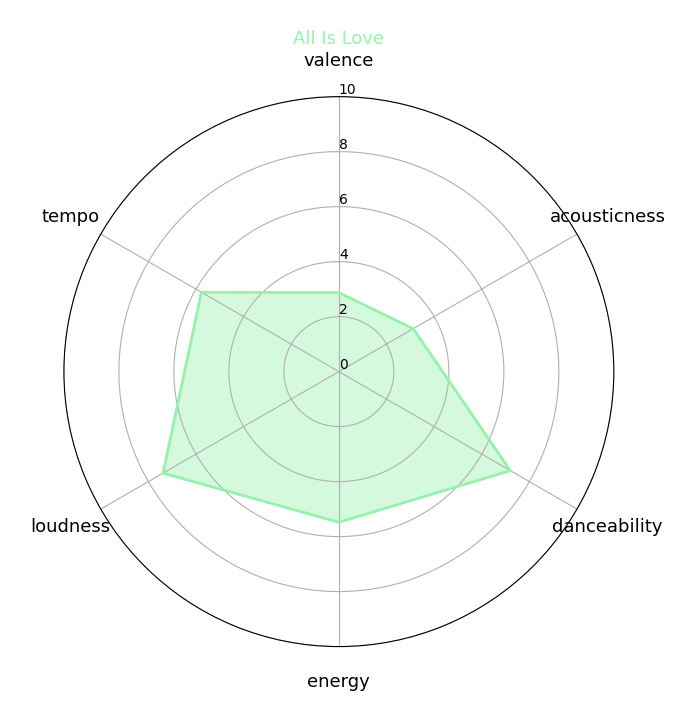 All Is Love
valence
10
8
6
4
2
0
tempo
acousticness
loudness
danceability
energy